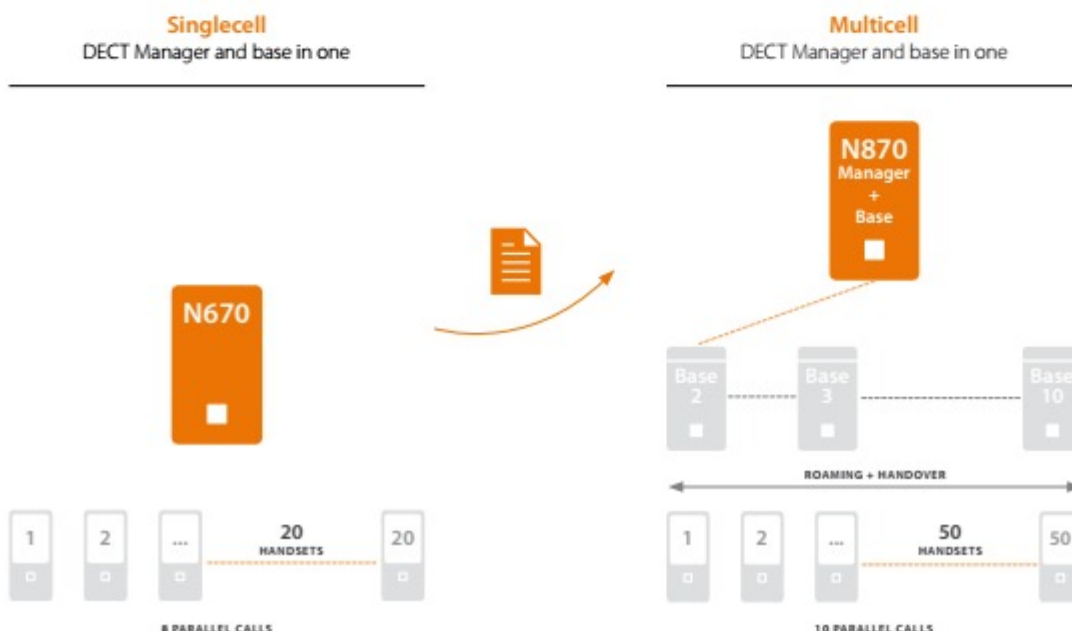 Singlecell
DECT Manager and base in one
N670
1
2
...
20
HANDSETS
20
8 PARALLEL CALLS
Multicell
DECT Manager and base in one
N870
Manager
+
Base
Base
2
Base
3
Base
10
ROAMING + HANDOVER
1
2
...
50
HANDSETS
50
10 PARALLEL CALLS